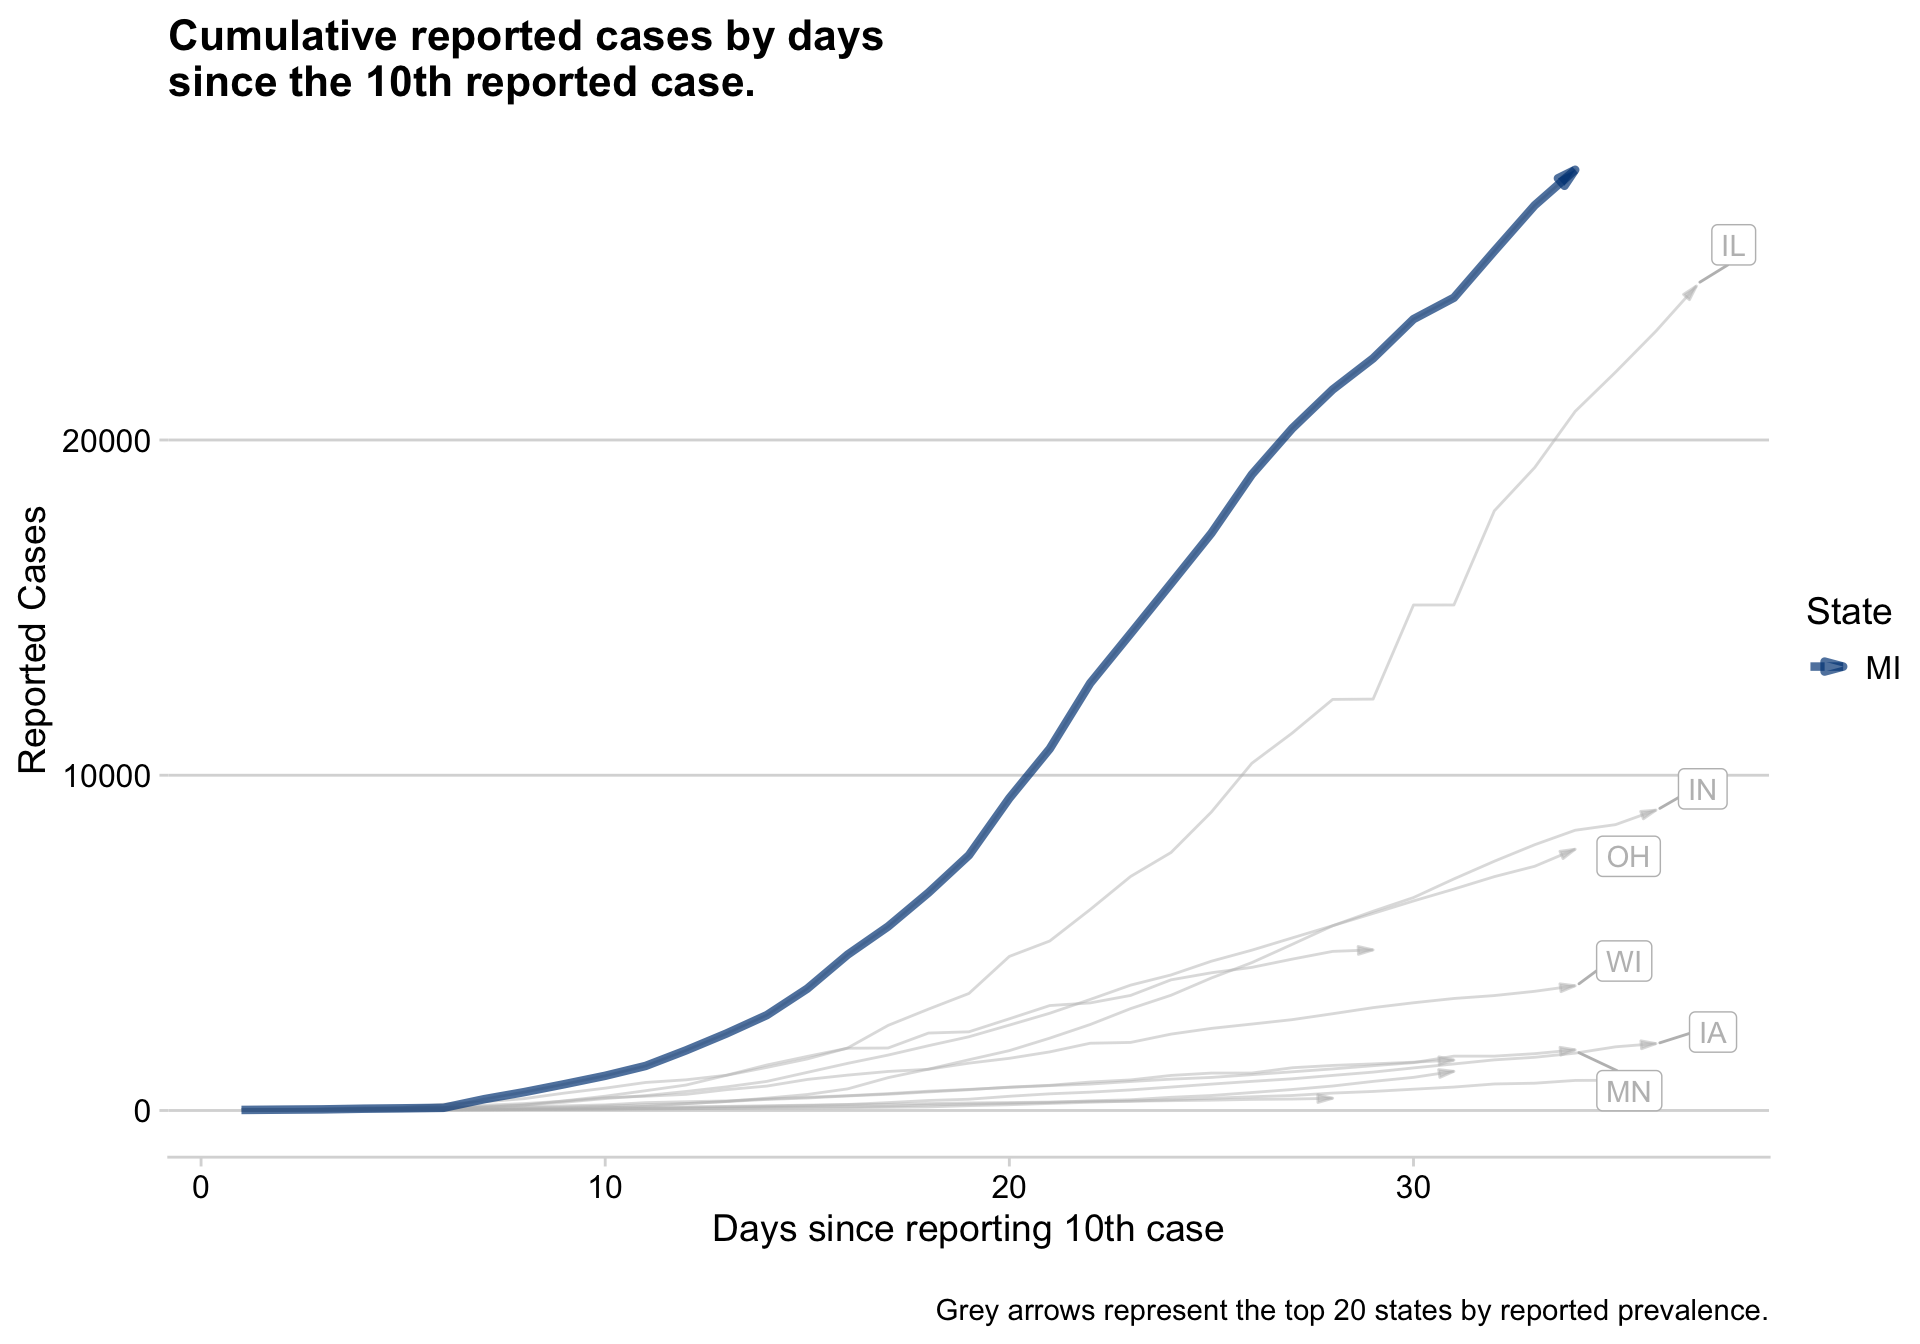 Cumulative reported cases by days
since the 10th reported case.
IL
20000
Reported Cases
State
MI
10000
IN
OH
WI
IA
MN
0
0 10 20 30
Days since reporting 10th case
Grey arrows represent the top 20 states by reported prevalence.